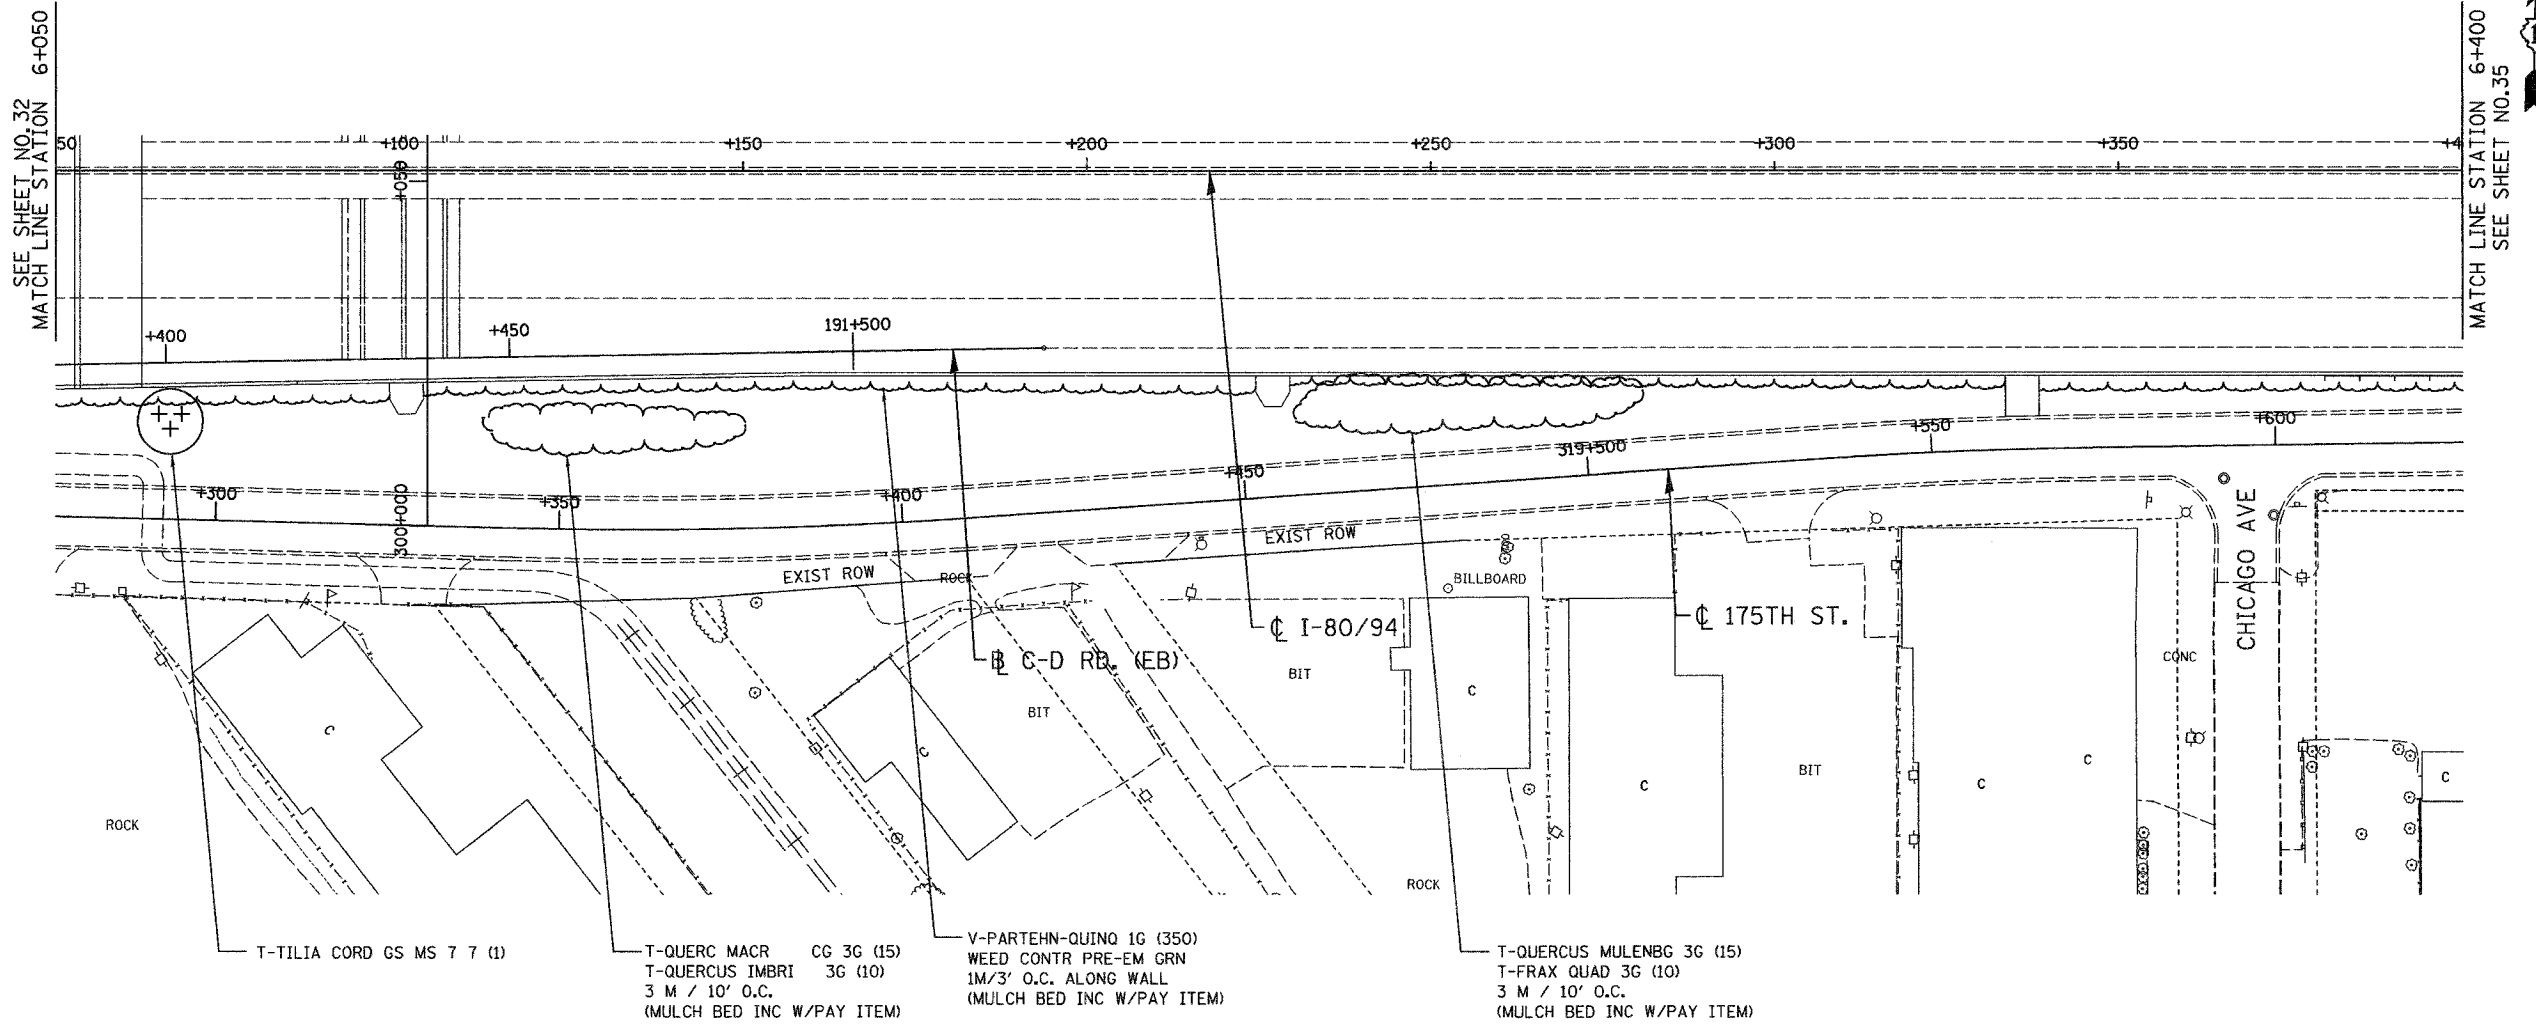 SEE SHEET NO.32
MATCH LINE STATION 6+050
MATCH LINE STATION 6+400
SEE SHEET NO.35
50
+100
+150
+200
+250
+300
+350
+4
+050
+400
+450
191+500
+300
+350
+400
+450
319+500
+550
+600
300+00
EXIST ROW
EXIST ROW
ROCK
BILLBOARD
CHICAGO AVE
℄ I-80/94
℄ 175TH ST.
BL C-D RD. (EB)
BIT
BIT
BIT
CONC
C
C
C
C
C
C
C
ROCK
ROCK
T-TILIA CORD GS MS 7 7 (1)
T-QUERC MACR CG 3G (15)
T-QUERCUS IMBRI 3G (10)
3 M / 10' O.C.
(MULCH BED INC W/PAY ITEM)
V-PARTEHN-QUINQ 1G (350)
WEED CONTR PRE-EM GRN
1M/3' O.C. ALONG WALL
(MULCH BED INC W/PAY ITEM)
T-QUERCUS MULENBG 3G (15)
T-FRAX QUAD 3G (10)
3 M / 10' O.C.
(MULCH BED INC W/PAY ITEM)